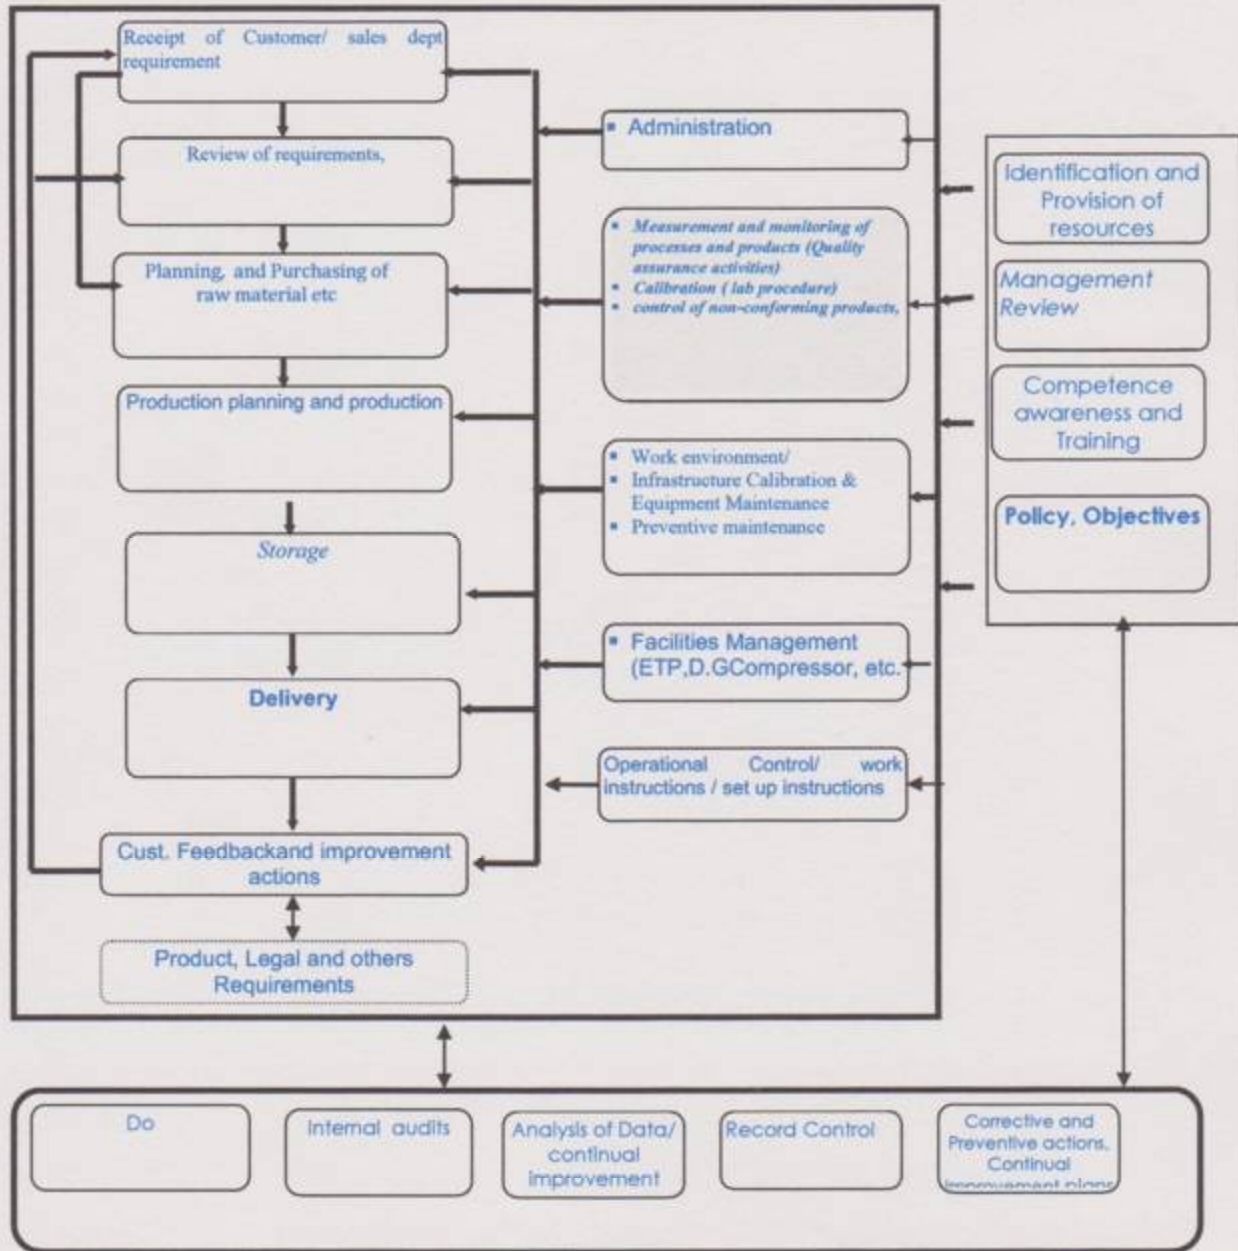 Receipt of Customer/ sales dept
requirement
Review of requirements,
Planning, and Purchasing of
raw material etc
Production planning and production
Storage
Delivery
Cust. Feedbackand improvement
actions
Product, Legal and others
Requirements
▪ Administration
▪ Measurement and monitoring of
processes and products (Quality
assurance activities)
▪ Calibration ( lab procedure)
▪ control of non-conforming products,
▪ Work environment/
▪ Infrastructure Calibration &
Equipment Maintenance
▪ Preventive maintenance
▪ Facilities Management
(ETP,D.GCompressor, etc.
Operational Control/ work
instructions / set up instructions
Identification and
Provision of
resources
Management
Review
Competence
awareness and
Training
Policy, Objectives
Do
Internal audits
Analysis of Data/
continual
improvement
Record Control
Corrective and
Preventive actions,
Continual
improvement plans